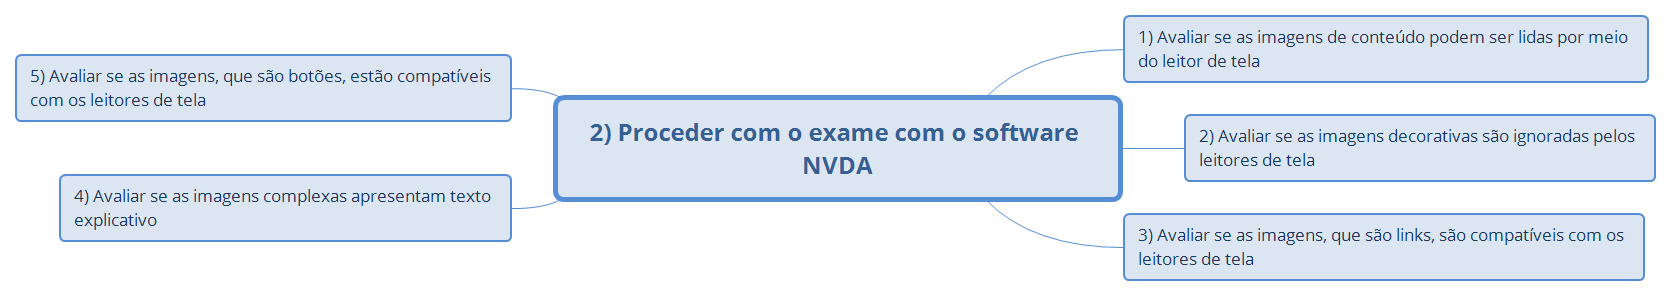 2) Proceder com o exame com o software
NVDA
1) Avaliar se as imagens de conteúdo podem ser lidas por meio
do leitor de tela
2) Avaliar se as imagens decorativas são ignoradas pelos
leitores de tela
3) Avaliar se as imagens, que são links, são compatíveis com os
leitores de tela
4) Avaliar se as imagens complexas apresentam texto
explicativo
5) Avaliar se as imagens, que são botões, estão compatíveis
com os leitores de tela